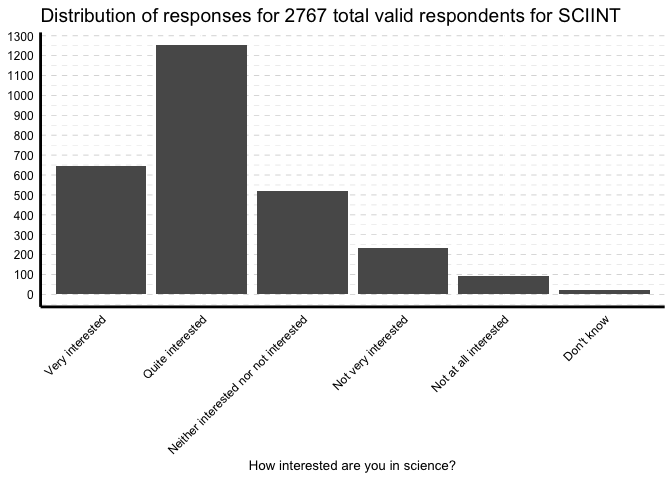 Distribution of responses for 2767 total valid respondents for SCIINT
1300
1200
1100
1000
900
800
700
600
500
400
300
200
100
0
Very interested
Quite interested
Neither interested nor not interested
Not very interested
Not at all interested
Don't know
How interested are you in science?